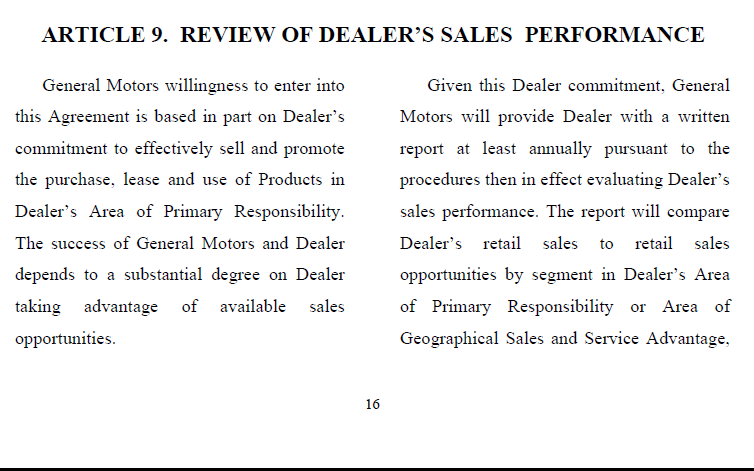 ARTICLE 9. REVIEW OF DEALER’S SALES PERFORMANCE
General Motors willingness to enter into
this Agreement is based in part on Dealer’s
commitment to effectively sell and promote
the purchase, lease and use of Products in
Dealer’s Area of Primary Responsibility.
The success of General Motors and Dealer
depends to a substantial degree on Dealer
taking advantage of available sales
opportunities.
Given this Dealer commitment, General
Motors will provide Dealer with a written
report at least annually pursuant to the
procedures then in effect evaluating Dealer’s
sales performance. The report will compare
Dealer’s retail sales to retail sales
opportunities by segment in Dealer’s Area
of Primary Responsibility or Area of
Geographical Sales and Service Advantage,
16